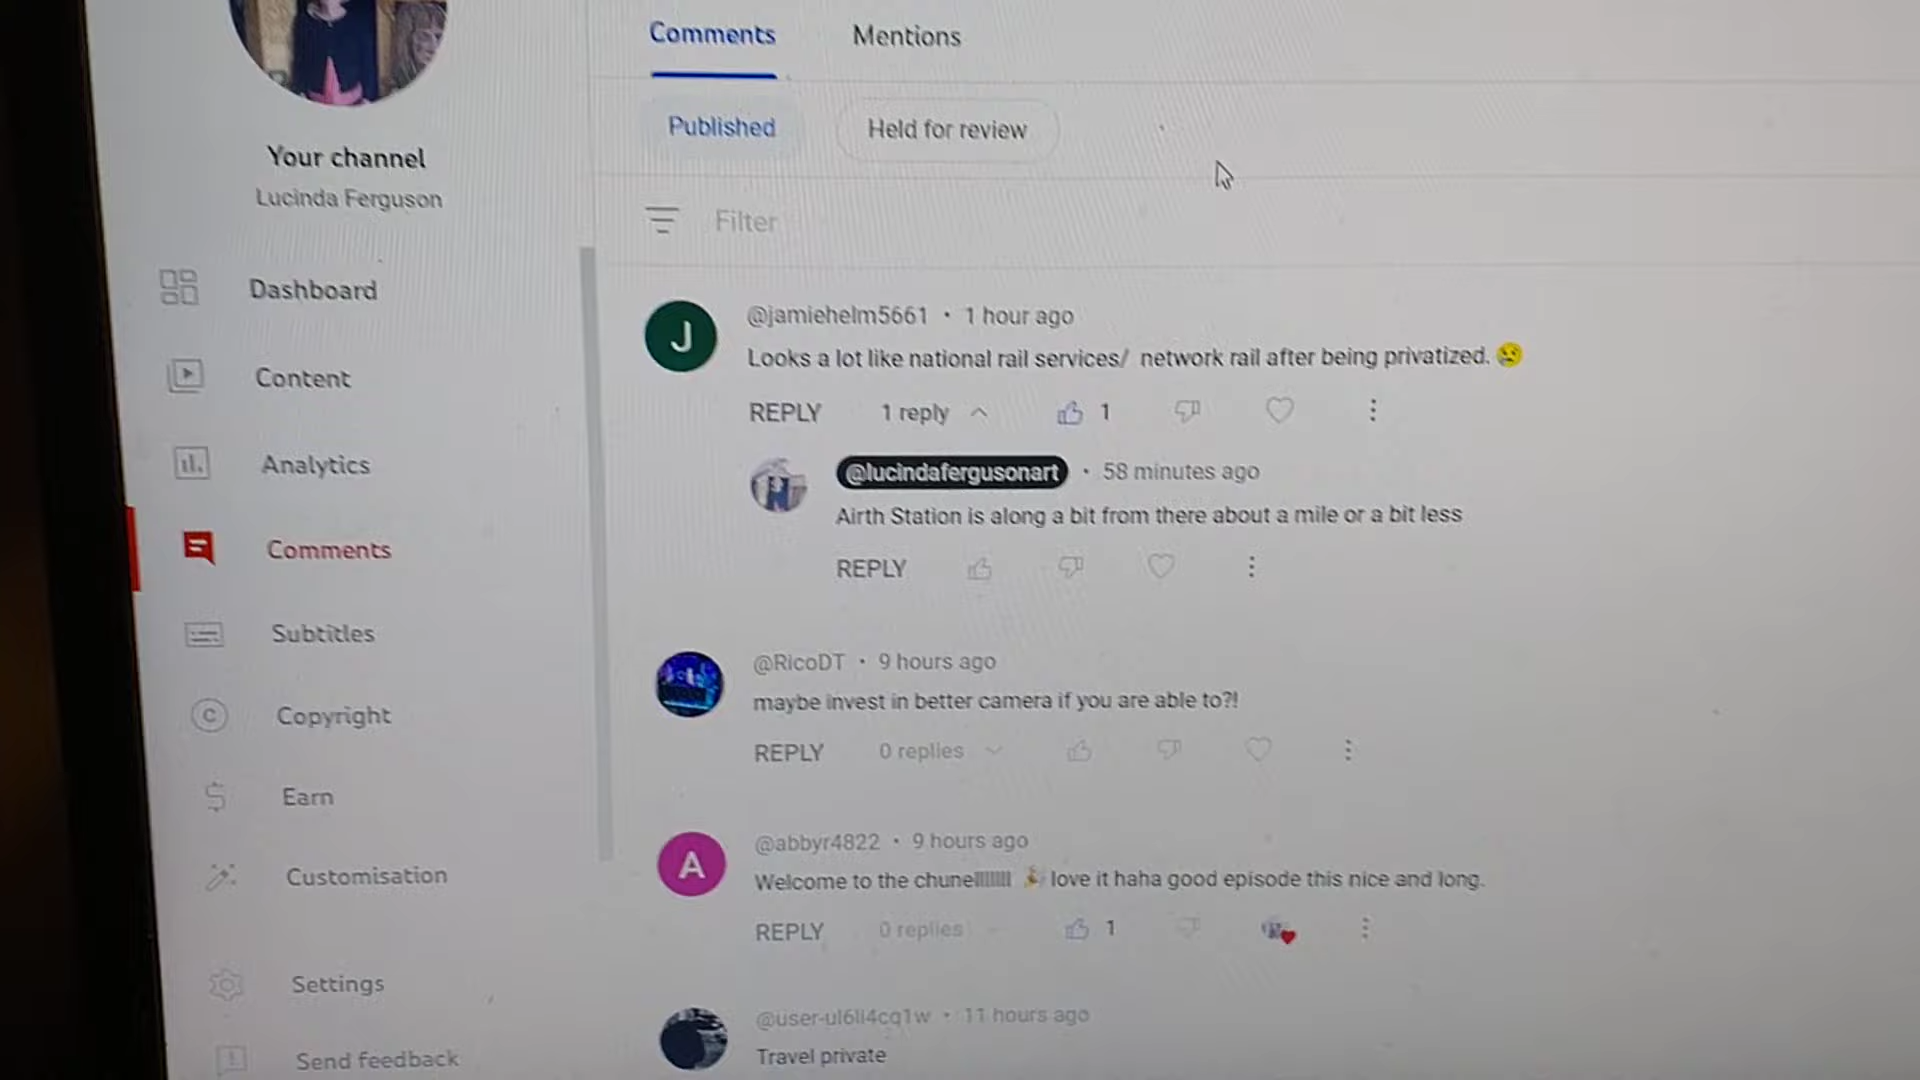 Comments
Mentions
Published
Held for review
Your channel
Lucinda Ferguson
Filter
Dashboard
Content
Analytics
Comments
Subtitles
Copyright
Earn
Customisation
Settings
Send feedback
J
@jamiehelm5661 • 1 hour ago
Looks a lot like national rail services/ network rail after being privatized. 😢
REPLY 1 reply 1
@lucindafergusonart • 58 minutes ago
Airth Station is along a bit from there about a mile or a bit less
REPLY
@RicoDT • 9 hours ago
maybe invest in better camera if you are able to?!
REPLY 0 replies
A
@abbyr4822 • 9 hours ago
Welcome to the chunelllllll 🎉 love it haha good episode this nice and long.
REPLY 0 replies 1
11 hours ago
Travel private